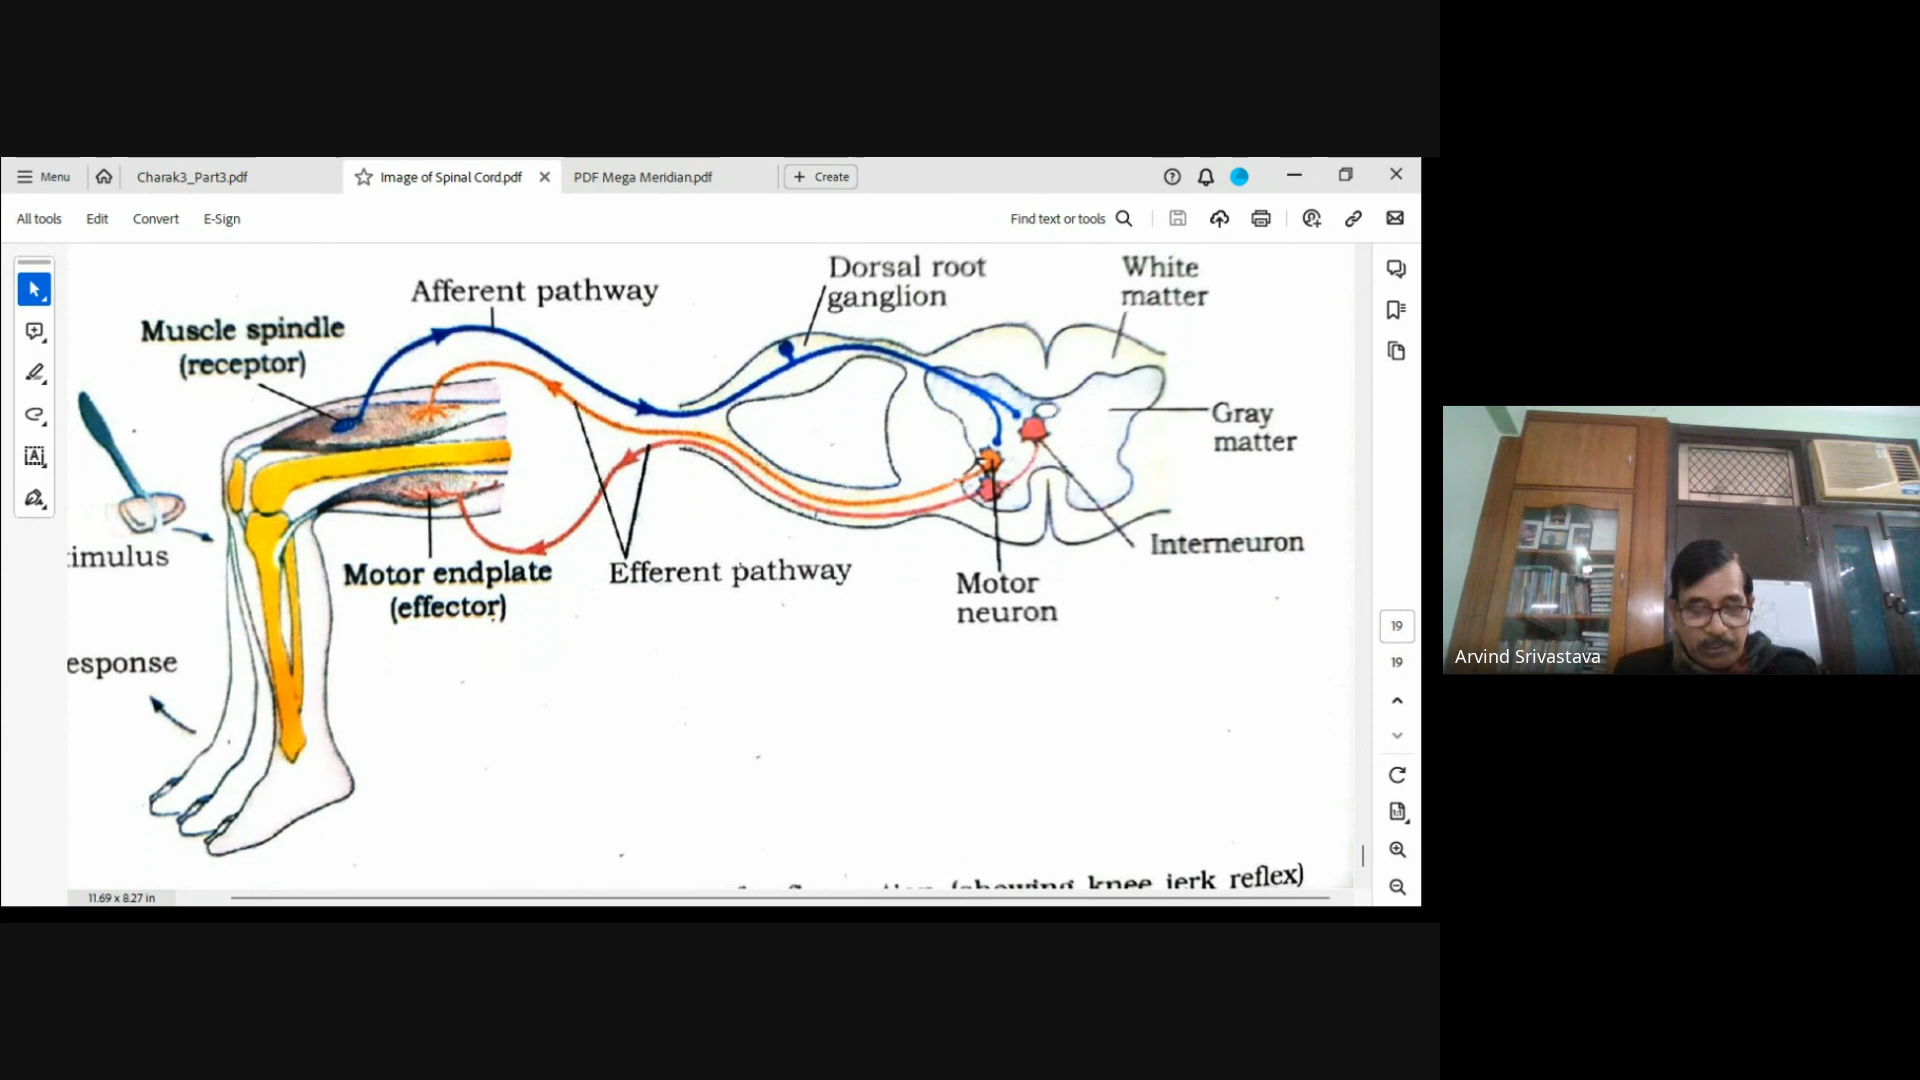 Menu
Charak3_Part3.pdf
Image of Spinal Cord.pdf
PDF Mega Meridian.pdf
Create
All tools
Edit
Convert
E-Sign
Find text or tools
Afferent pathway
Dorsal root
ganglion
White
matter
Muscle spindle
(receptor)
Gray
matter
timulus
Motor endplate
(effector)
Efferent pathway
Interneuron
Motor
neuron
esponse
19
19
Arvind Srivastava
(showing knee jerk reflex)
11.69 x 8.27 in